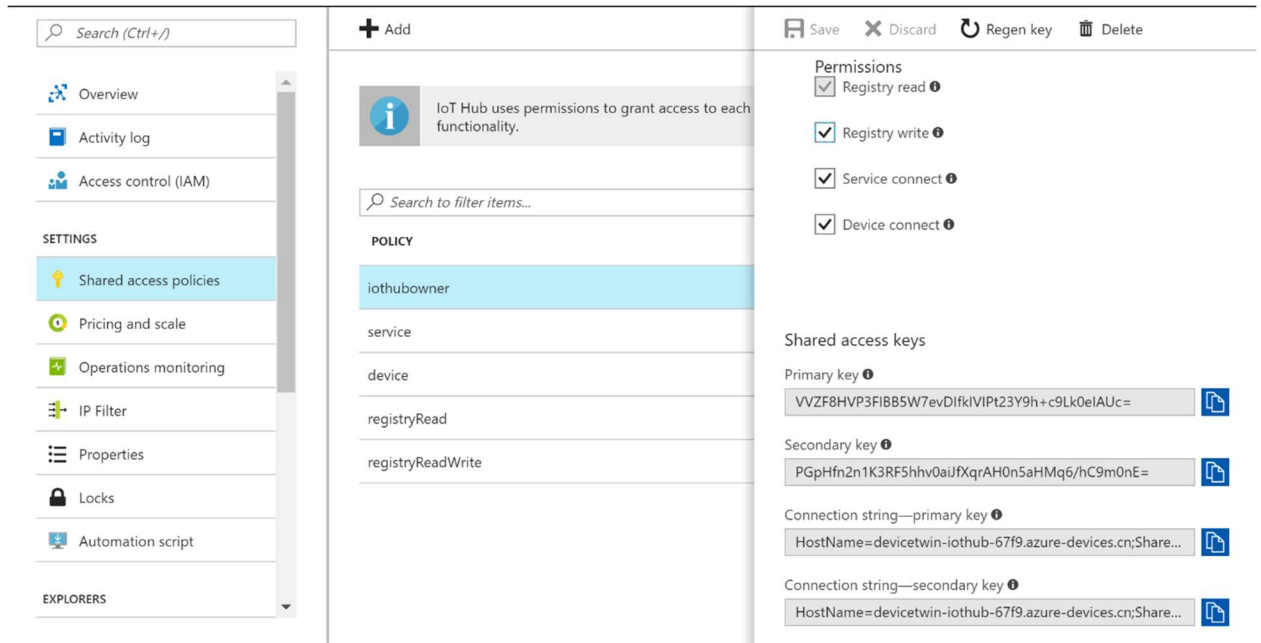 Search (Ctrl+/)
Overview
Activity log
Access control (IAM)
SETTINGS
Shared access policies
Pricing and scale
Operations monitoring
IP Filter
Properties
Locks
Automation script
EXPLORERS
Add
IoT Hub uses permissions to grant access to each
functionality.
Search to filter items...
POLICY
iothubowner
service
device
registryRead
registryReadWrite
Save Discard Regen key Delete
Permissions
Registry read
Registry write
Service connect
Device connect
Shared access keys
Primary key
VVZF8HVP3FIBB5W7evDIfkIVIPt23Y9h+c9Lk0eIAUc=
Secondary key
PGpHfn2n1K3RF5hhv0aiJfXqrAH0n5aHMq6/hC9m0nE=
Connection string—primary key
HostName=devicetwin-iothub-67f9.azure-devices.cn;Share...
Connection string—secondary key
HostName=devicetwin-iothub-67f9.azure-devices.cn;Share...